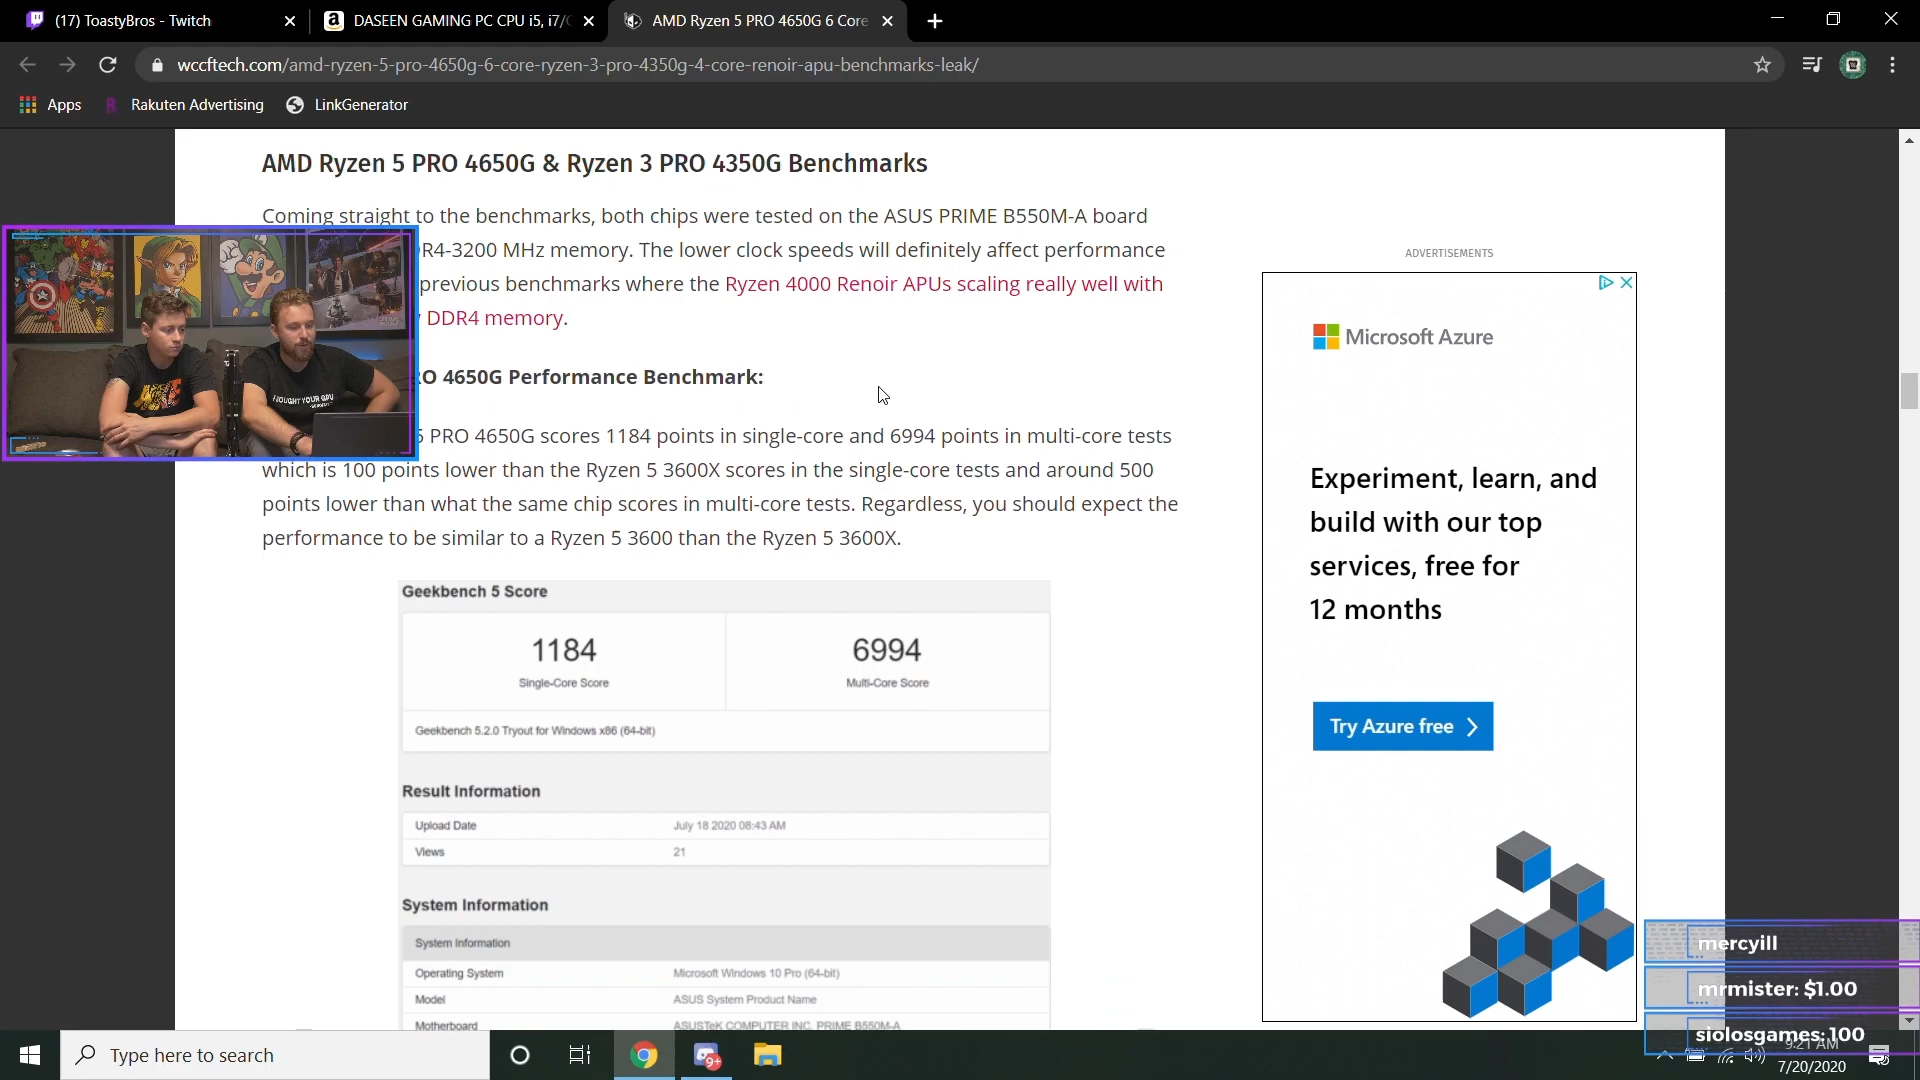 (17) ToastyBros - Twitch
DASEEN GAMING PC CPU i5, i7/
AMD Ryzen 5 PRO 4650G 6 Core
wccftech.com/amd-ryzen-5-pro-4650g-6-core-ryzen-3-pro-4350g-4-core-renoir-apu-benchmarks-leak/
Apps
Rakuten Advertising
LinkGenerator
AMD Ryzen 5 PRO 4650G & Ryzen 3 PRO 4350G Benchmarks
Coming straight to the benchmarks, both chips were tested on the ASUS PRIME B550M-A board
R4-3200 MHz memory. The lower clock speeds will definitely affect performance
previous benchmarks where the Ryzen 4000 Renoir APUs scaling really well with
DDR4 memory.
O 4650G Performance Benchmark:
5 PRO 4650G scores 1184 points in single-core and 6994 points in multi-core tests
which is 100 points lower than the Ryzen 5 3600X scores in the single-core tests and around 500
points lower than what the same chip scores in multi-core tests. Regardless, you should expect the
performance to be similar to a Ryzen 5 3600 than the Ryzen 5 3600X.
Geekbench 5 Score
1184
Single-Core Score
6994
Multi-Core Score
Geekbench 5.2.0 Tryout for Windows x86 (64-bit)
Result Information
Upload Date
July 18 2020 08:43 AM
Views
21
System Information
System Information
Operating System
Microsoft Windows 10 Pro (64-bit)
Model
ASUS System Product Name
Motherboard
ASUSTeK COMPUTER INC. PRIME B550M-A
ADVERTISEMENTS
Microsoft Azure
Experiment, learn, and
build with our top
services, free for
12 months
Try Azure free
I BOUGHT YOUR GPU
mercyill
mrmister: $1.00
siolosgames: 100
Type here to search
9+
9:21 AM
7/20/2020